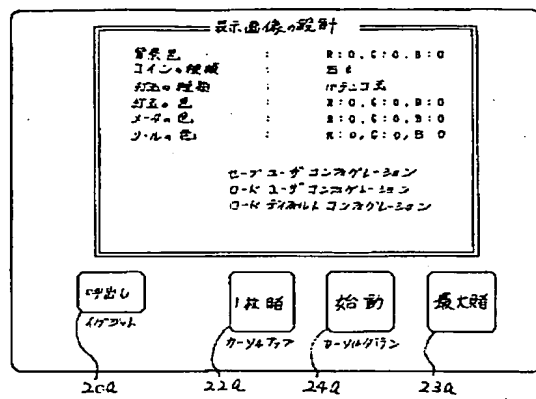 表示画像の設計
背景色 : R:0, G:0, B:0
コインの種類 : 25¢
打玉の種類 : パチンコ玉
打玉の色 : R:0, G:0, B:0
メータの色 : R:0, G:0, B:0
リールの色 : R:0, G:0, B:0
セーブ ユーザ コンフィグレーション
ロード ユーザ コンフィグレーション
ロード ディフォルト コンフィグレーション
呼出し 1枚賭 始動 最大賭
イグジット カーソルアップ カーソルダウン
20a 22a 24a 23a